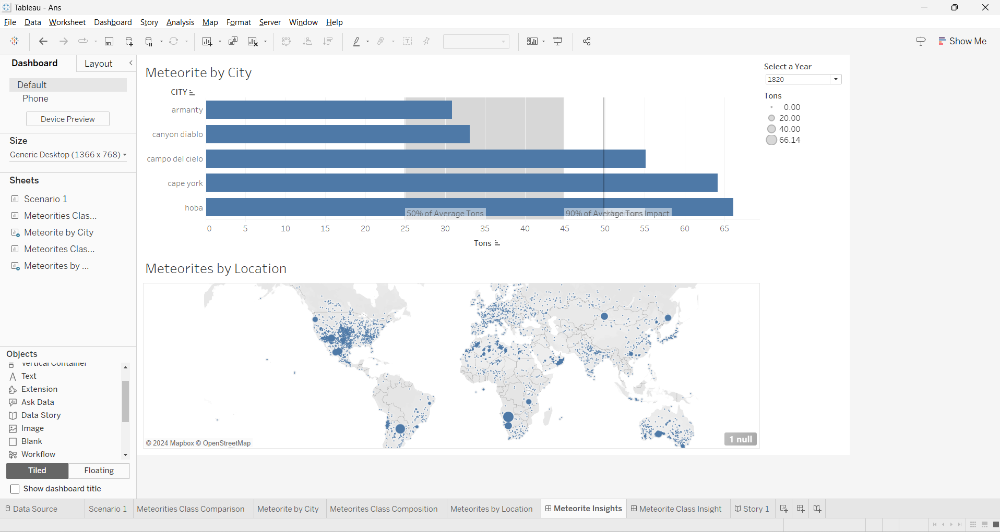 Tableau - Ans
File Data Worksheet Dashboard Story Analysis Map Format Server Window Help
Show Me
Dashboard
Layout
Default
Phone
Device Preview
Size
Generic Desktop (1366 x 768)
Sheets
Scenario 1
Meteorities Clas...
Meteorite by City
Meteorites Clas...
Meteorites by ...
Objects
Vertical Container
Text
Extension
Ask Data
Data Story
Image
Blank
Workflow
Tiled
Floating
Show dashboard title
Meteorite by City
CITY
armanty
canyon diablo
campo del cielo
cape york
hoba
50% of Average Tons
90% of Average Tons Impact
0 5 10 15 20 25 30 35 40 45 50 55 60 65
Tons
Select a Year
1820
Tons
0.00
20.00
40.00
66.14
Meteorites by Location
© 2024 Mapbox © OpenStreetMap
1 null
Data Source Scenario 1 Meteorities Class Comparison Meteorite by City Meteorites Class Composition Meteorites by Location Meteorite Insights Meteorite Class Insight Story 1